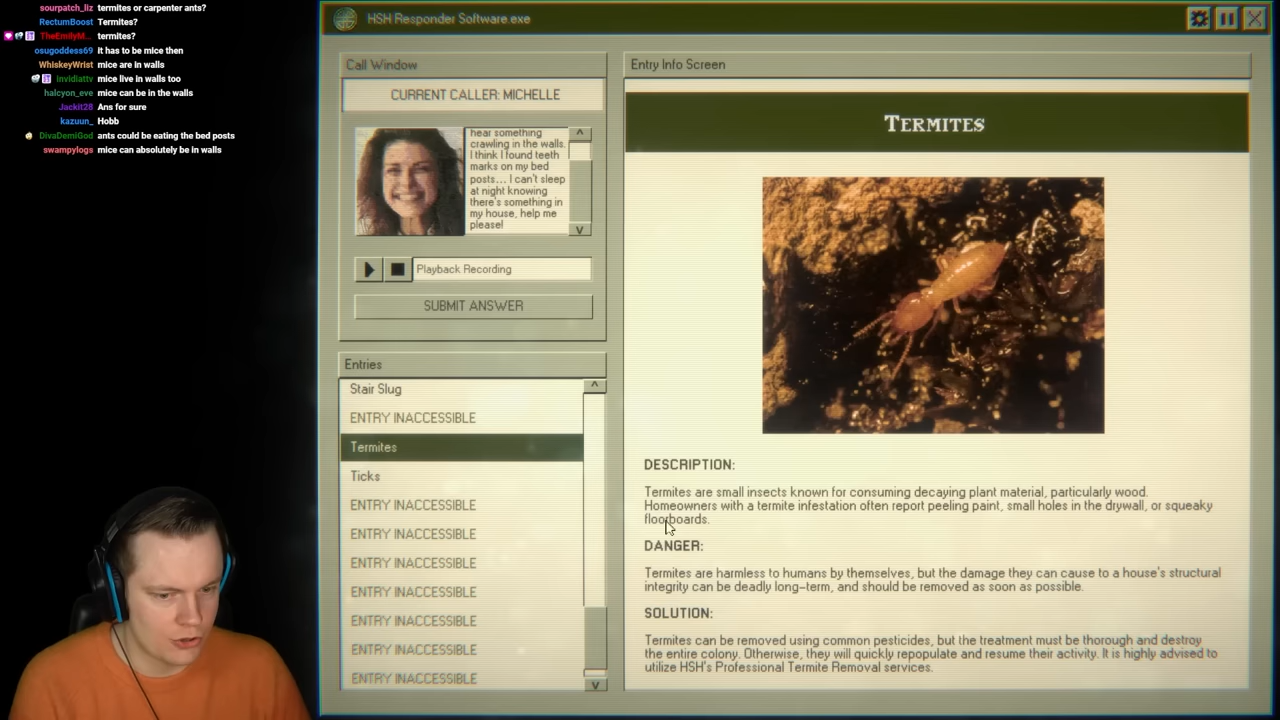 sourpatch_liz termites or carpenter ants?
RectumBoost Termites?
TheEmilyM... termites?
osugoddess69 it has to be mice then
WhiskeyWrist mice are in walls
invidiattv mice live in walls too
halcyon_eve mice can be in the walls
Jackit28 Ans for sure
kazuun_ Hobb
DivaDemiGod ants could be eating the bed posts
swampylogs mice can absolutely be in walls
HSH Responder Software.exe
Call Window
CURRENT CALLER: MICHELLE
hear something
crawling in the walls.
I think I found teeth
marks on my bed
posts... I can't sleep
at night knowing
there's something in
my house, help me
please!
Playback Recording
SUBMIT ANSWER
Entries
Stair Slug
ENTRY INACCESSIBLE
Termites
Ticks
ENTRY INACCESSIBLE
ENTRY INACCESSIBLE
ENTRY INACCESSIBLE
ENTRY INACCESSIBLE
ENTRY INACCESSIBLE
ENTRY INACCESSIBLE
ENTRY INACCESSIBLE
Entry Info Screen
TERMITES
DESCRIPTION:
Termites are small insects known for consuming decaying plant material, particularly wood.
Homeowners with a termite infestation often report peeling paint, small holes in the drywall, or squeaky
floorboards.
DANGER:
Termites are harmless to humans by themselves, but the damage they can cause to a house's structural
integrity can be deadly long-term, and should be removed as soon as possible.
SOLUTION:
Termites can be removed using common pesticides, but the treatment must be thorough and destroy
the entire colony. Otherwise, they will quickly repopulate and resume their activity. It is highly advised to
utilize HSH's Professional Termite Removal services.